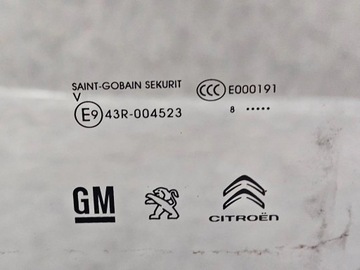 SAINT-GOBAIN SEKURIT
V
E9 43R-004523
CCC E000191
8 •••••
GM
CITROËN